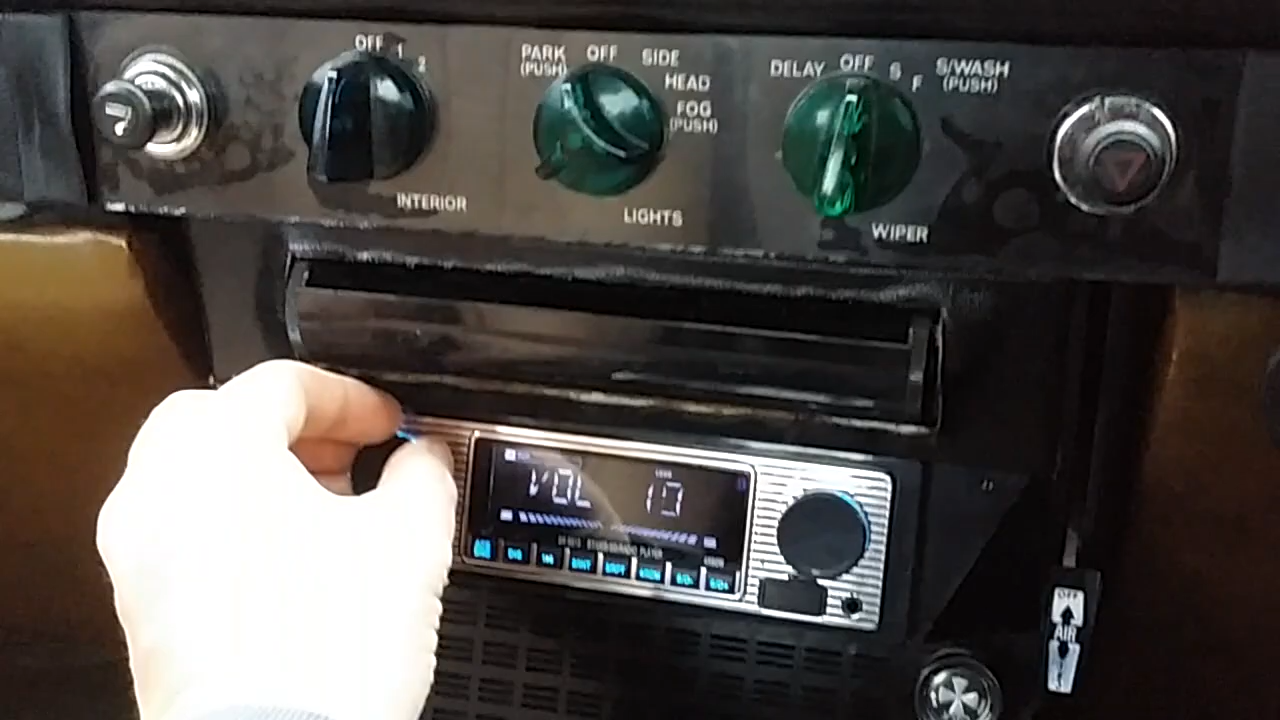 OFF 1 2
INTERIOR
PARK OFF SIDE
(PUSH) HEAD
FOG
(PUSH)
LIGHTS
DELAY OFF S F S/WASH
(PUSH)
WIPER
VOL
PLAYER
OFF
AIR